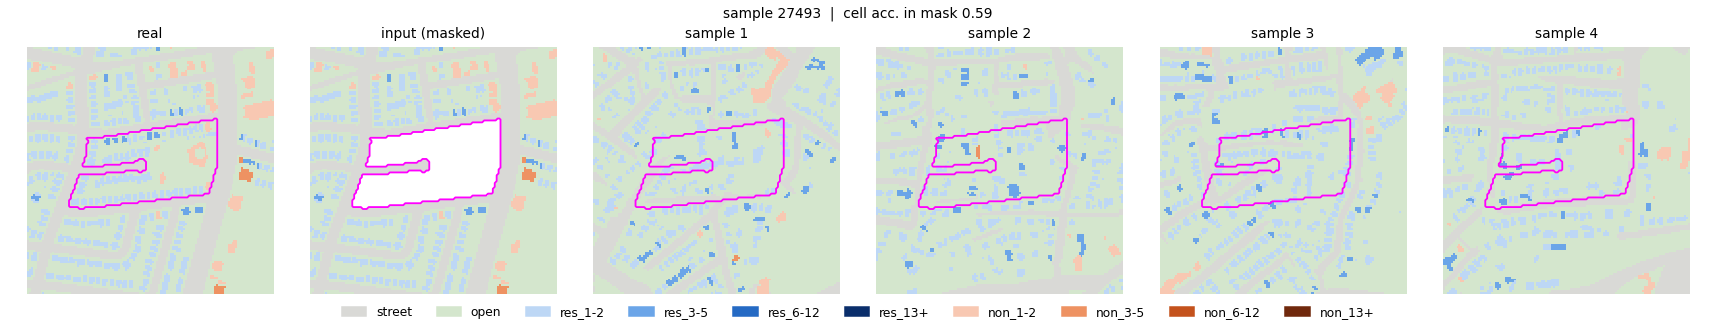 sample 27493  |  cell acc. in mask 0.59
real
input (masked)
sample 1
sample 2
sample 3
sample 4
street
open
res_1-2
res_3-5
res_6-12
res_13+
non_1-2
non_3-5
non_6-12
non_13+